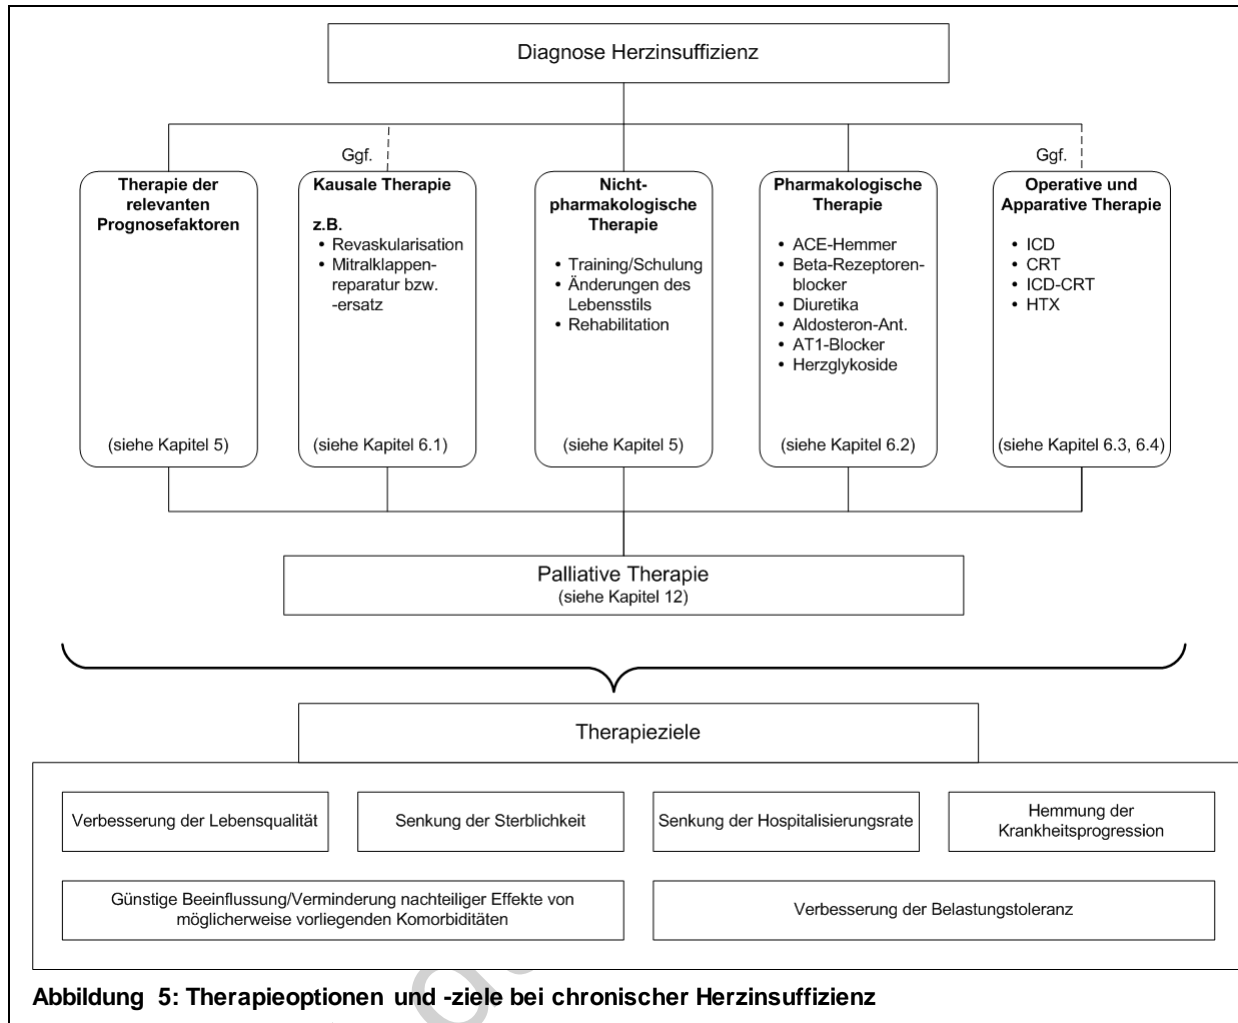 Diagnose Herzinsuffizienz
Ggf.
Ggf.
Therapie der
relevanten
Prognosefaktoren
(siehe Kapitel 5)
Kausale Therapie
z.B.
• Revaskularisation
• Mitralklappen-
reparatur bzw.
-ersatz
(siehe Kapitel 6.1)
Nicht-
pharmakologische
Therapie
• Training/Schulung
• Änderungen des
Lebensstils
• Rehabilitation
(siehe Kapitel 5)
Pharmakologische
Therapie
• ACE-Hemmer
• Beta-Rezeptoren-
blocker
• Diuretika
• Aldosteron-Ant.
• AT1-Blocker
• Herzglykoside
(siehe Kapitel 6.2)
Operative und
Apparative Therapie
• ICD
• CRT
• ICD-CRT
• HTX
(siehe Kapitel 6.3, 6.4)
Palliative Therapie
(siehe Kapitel 12)
Therapieziele
Verbesserung der Lebensqualität
Senkung der Sterblichkeit
Senkung der Hospitalisierungsrate
Hemmung der
Krankheitsprogression
Günstige Beeinflussung/Verminderung nachteiliger Effekte von
möglicherweise vorliegenden Komorbiditäten
Verbesserung der Belastungstoleranz
Abbildung 5: Therapieoptionen und -ziele bei chronischer Herzinsuffizienz